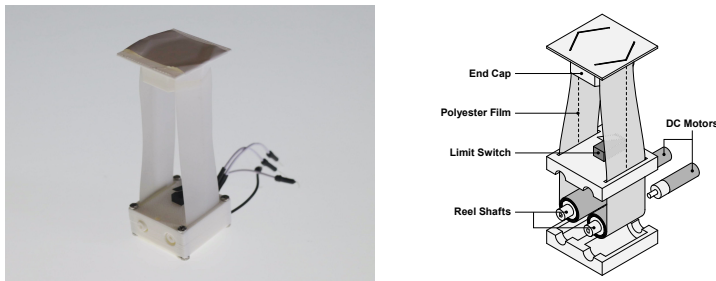 End Cap
Polyester Film
DC Motors
Limit Switch
Reel Shafts